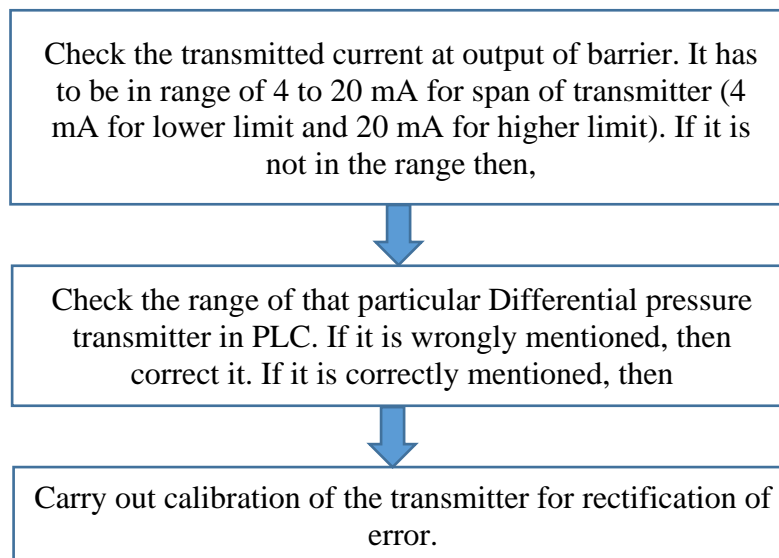 Check the transmitted current at output of barrier. It has
to be in range of 4 to 20 mA for span of transmitter (4
mA for lower limit and 20 mA for higher limit). If it is
not in the range then,
Check the range of that particular Differential pressure
transmitter in PLC. If it is wrongly mentioned, then
correct it. If it is correctly mentioned, then
Carry out calibration of the transmitter for rectification of
error.